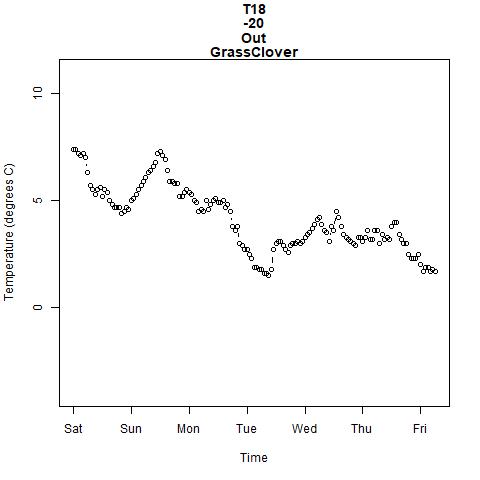 T18
-20
Out
GrassClover
Temperature (degrees C)
10
5
0
Sat Sun Mon Tue Wed Thu Fri
Time